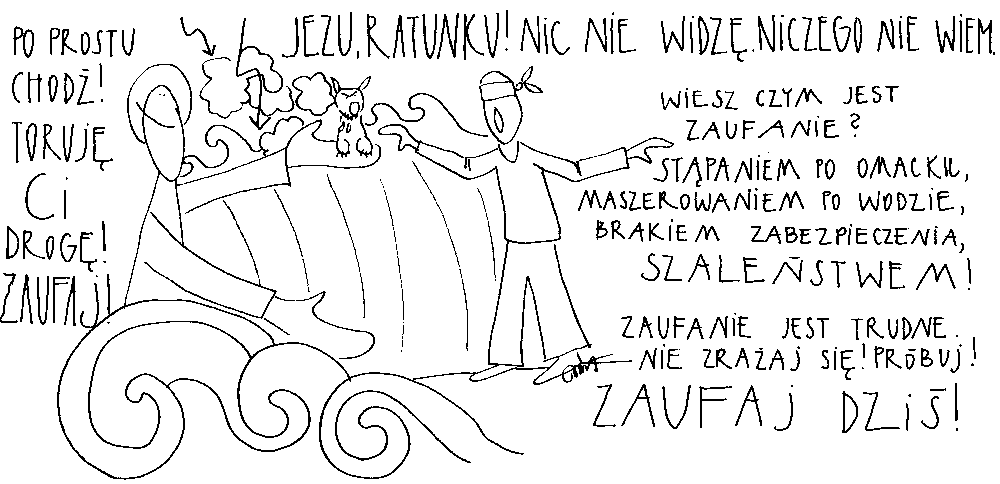 PO PROSTU
CHODŹ!
TORUJĘ
Ci
DROGĘ!
ZAUFAJ!
JEZU, RATUNKU! NiC NiE WiDZĘ. NiCZEGO NiE WiEM.
WiESZ CZYM JEST
ZAUFANiE?
STĄPANiEM PO OMACKU,
MASZEROWANiEM PO WODZiE,
BRAKiEM ZABEZPiECZENiA,
SZALEŃSTWEM!
ZAUFANiE JEST TRUDNE.
NiE ZRAŻAJ SiĘ! PRÓBUJ!
ZAUFAJ DZiŚ!